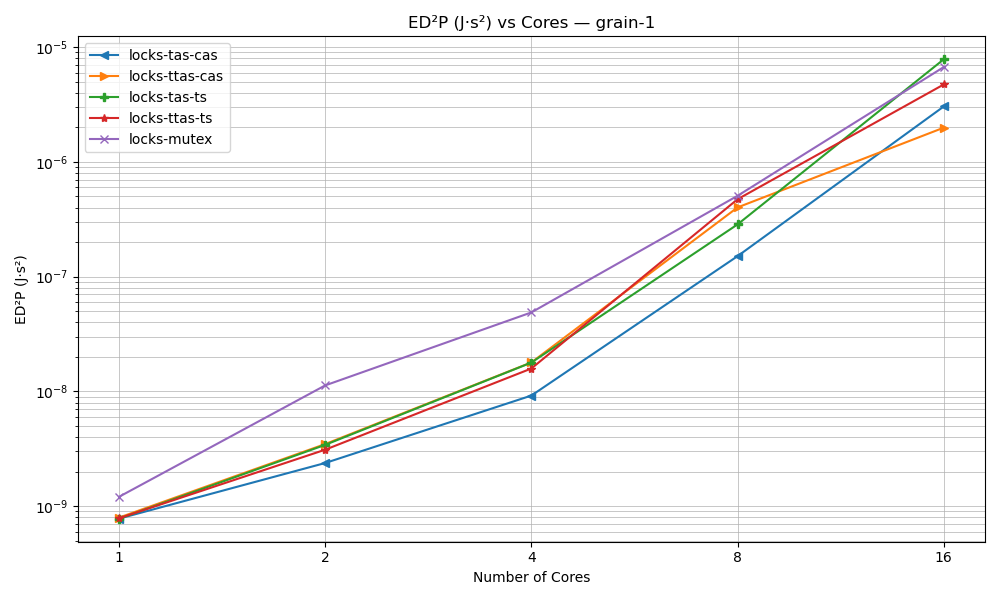 ED²P (J·s²) vs Cores — grain-1
locks-tas-cas
locks-ttas-cas
locks-tas-ts
locks-ttas-ts
locks-mutex
ED²P (J·s²)
10⁻⁵
10⁻⁶
10⁻⁷
10⁻⁸
10⁻⁹
1 2 4 8 16
Number of Cores